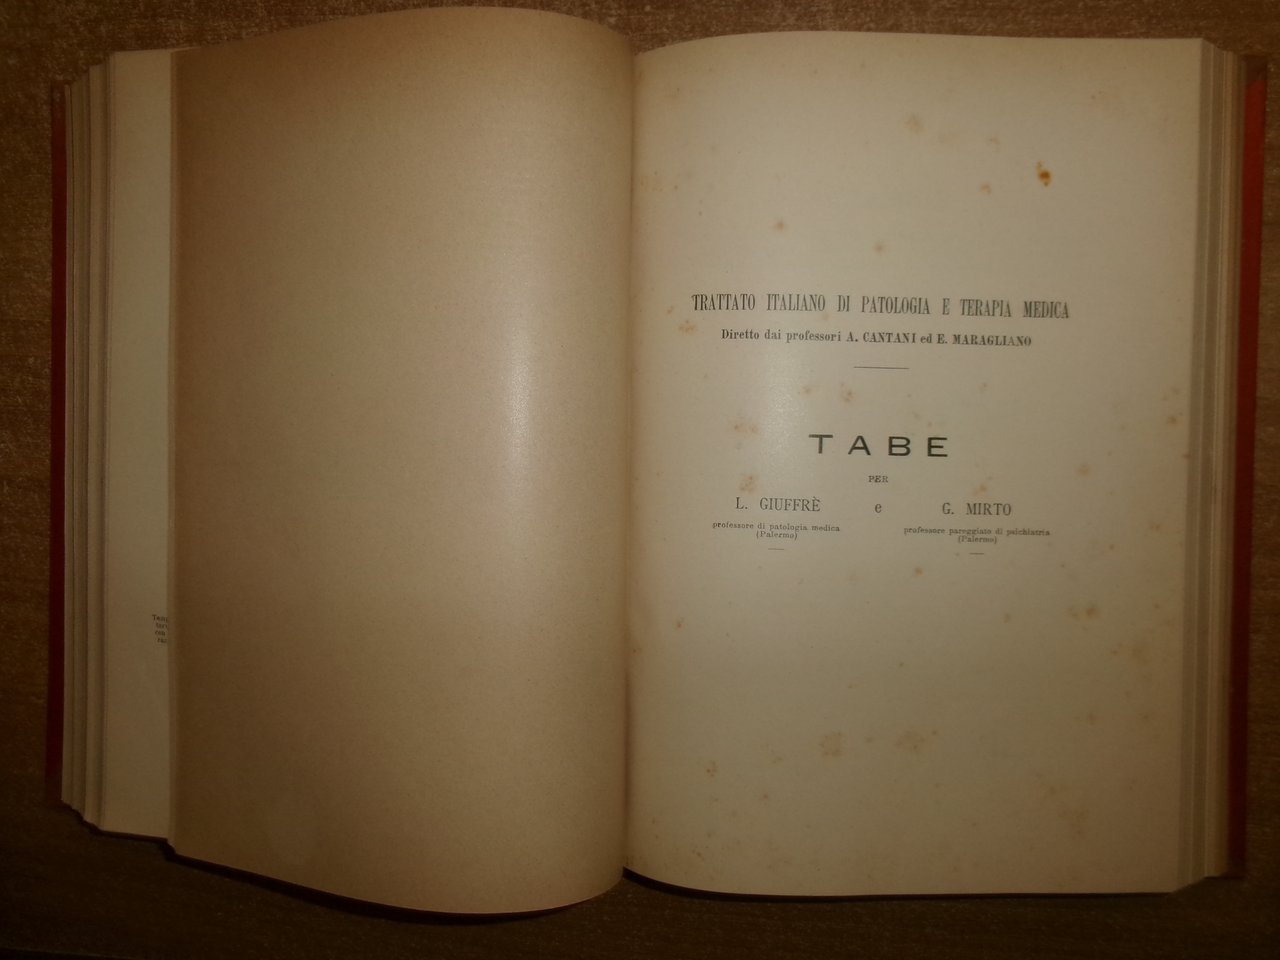 TRATTATO ITALIANO DI PATOLOGIA E TERAPIA MEDICA
Diretto dai professori A. CANTANI ed E. MARAGLIANO
TABE
PER
L. GIUFFRÈ e G. MIRTO
professore di patologia medica professore pareggiato di psichiatria
(Palermo) (Palermo)